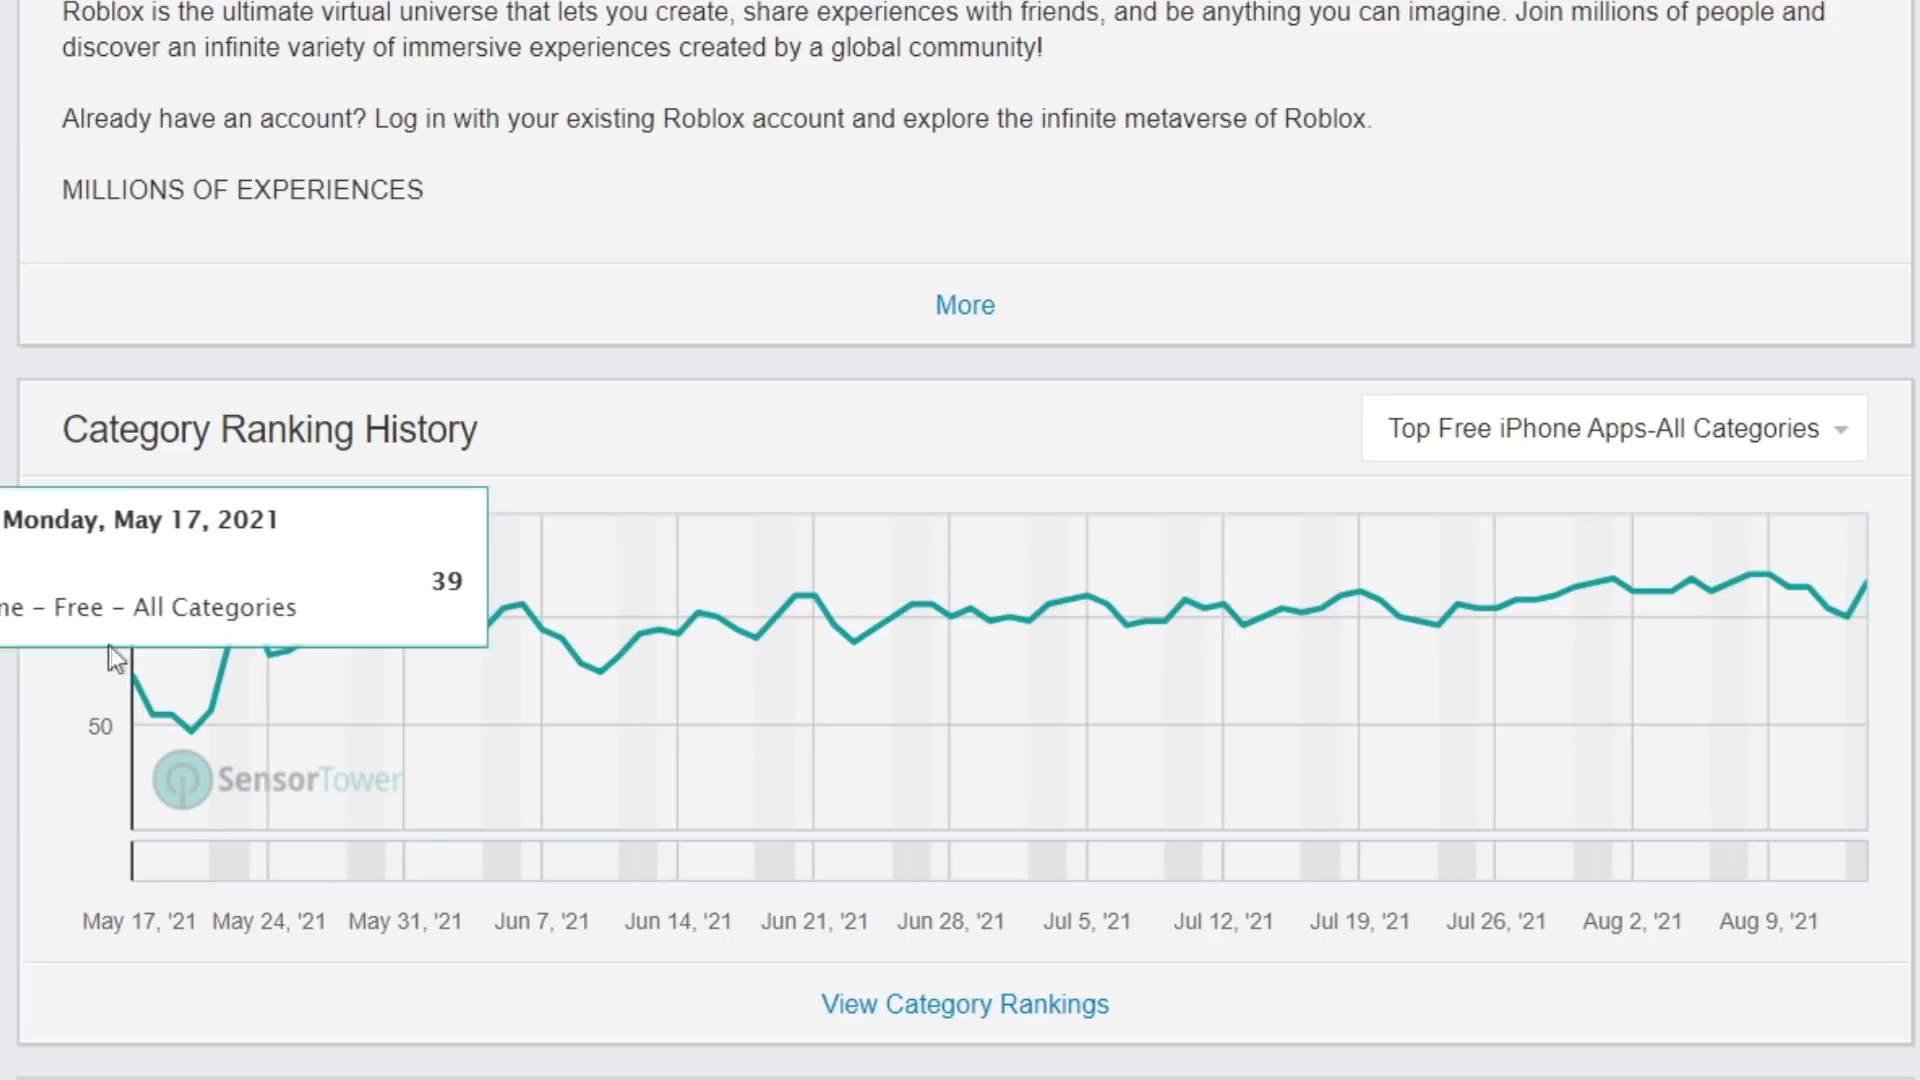 Roblox is the ultimate virtual universe that lets you create, share experiences with friends, and be anything you can imagine. Join millions of people and
discover an infinite variety of immersive experiences created by a global community!
Already have an account? Log in with your existing Roblox account and explore the infinite metaverse of Roblox.
MILLIONS OF EXPERIENCES
More
Category Ranking History
Top Free iPhone Apps-All Categories
Monday, May 17, 2021
39
ne – Free – All Categories
50
SensorTower
May 17, '21 May 24, '21 May 31, '21 Jun 7, '21 Jun 14, '21 Jun 21, '21 Jun 28, '21 Jul 5, '21 Jul 12, '21 Jul 19, '21 Jul 26, '21 Aug 2, '21 Aug 9, '21
View Category Rankings